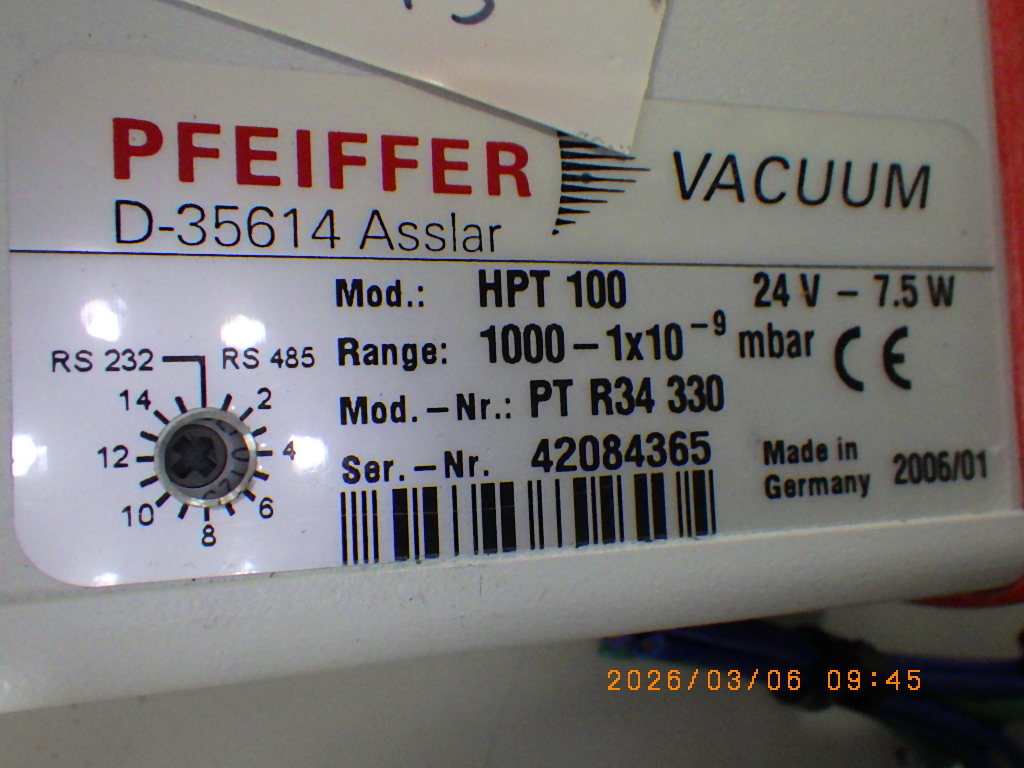 PFEIFFER VACUUM
D-35614 Asslar
Mod.: HPT 100 24 V – 7.5 W
Range: 1000 – 1x10⁻⁹ mbar CE
Mod.–Nr.: PT R34 330
Ser.–Nr. 42084365
Made in Germany 2006/01
RS 232 RS 485
14 2
12 4
10 6
8
2026/03/06 09:45